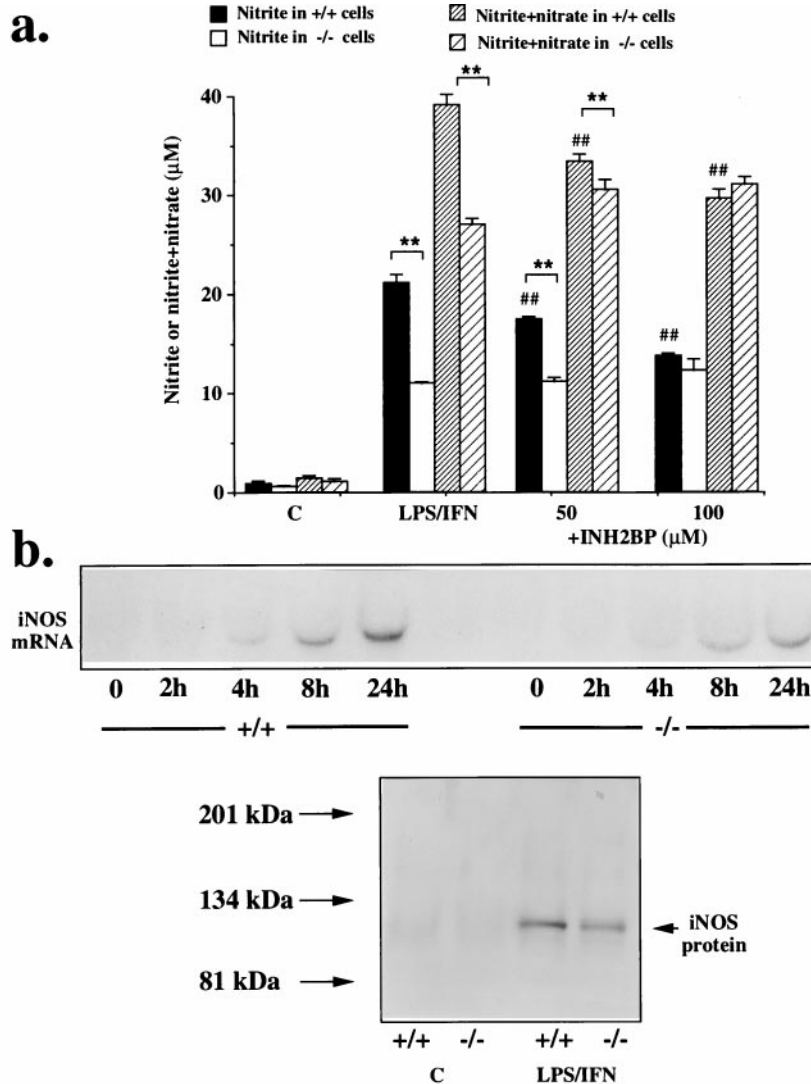 a.
Nitrite in +/+ cells
Nitrite in -/- cells
Nitrite+nitrate in +/+ cells
Nitrite+nitrate in -/- cells
Nitrite or nitrite+nitrate (μM)
40
30
20
10
0
**
**
**
**
##
##
##
##
C
LPS/IFN
50
100
+INH2BP (μM)
b.
iNOS
mRNA
0 2h 4h 8h 24h 0 2h 4h 8h 24h
+/+ -/-
201 kDa
134 kDa
81 kDa
iNOS
protein
+/+ -/- +/+ -/-
C LPS/IFN